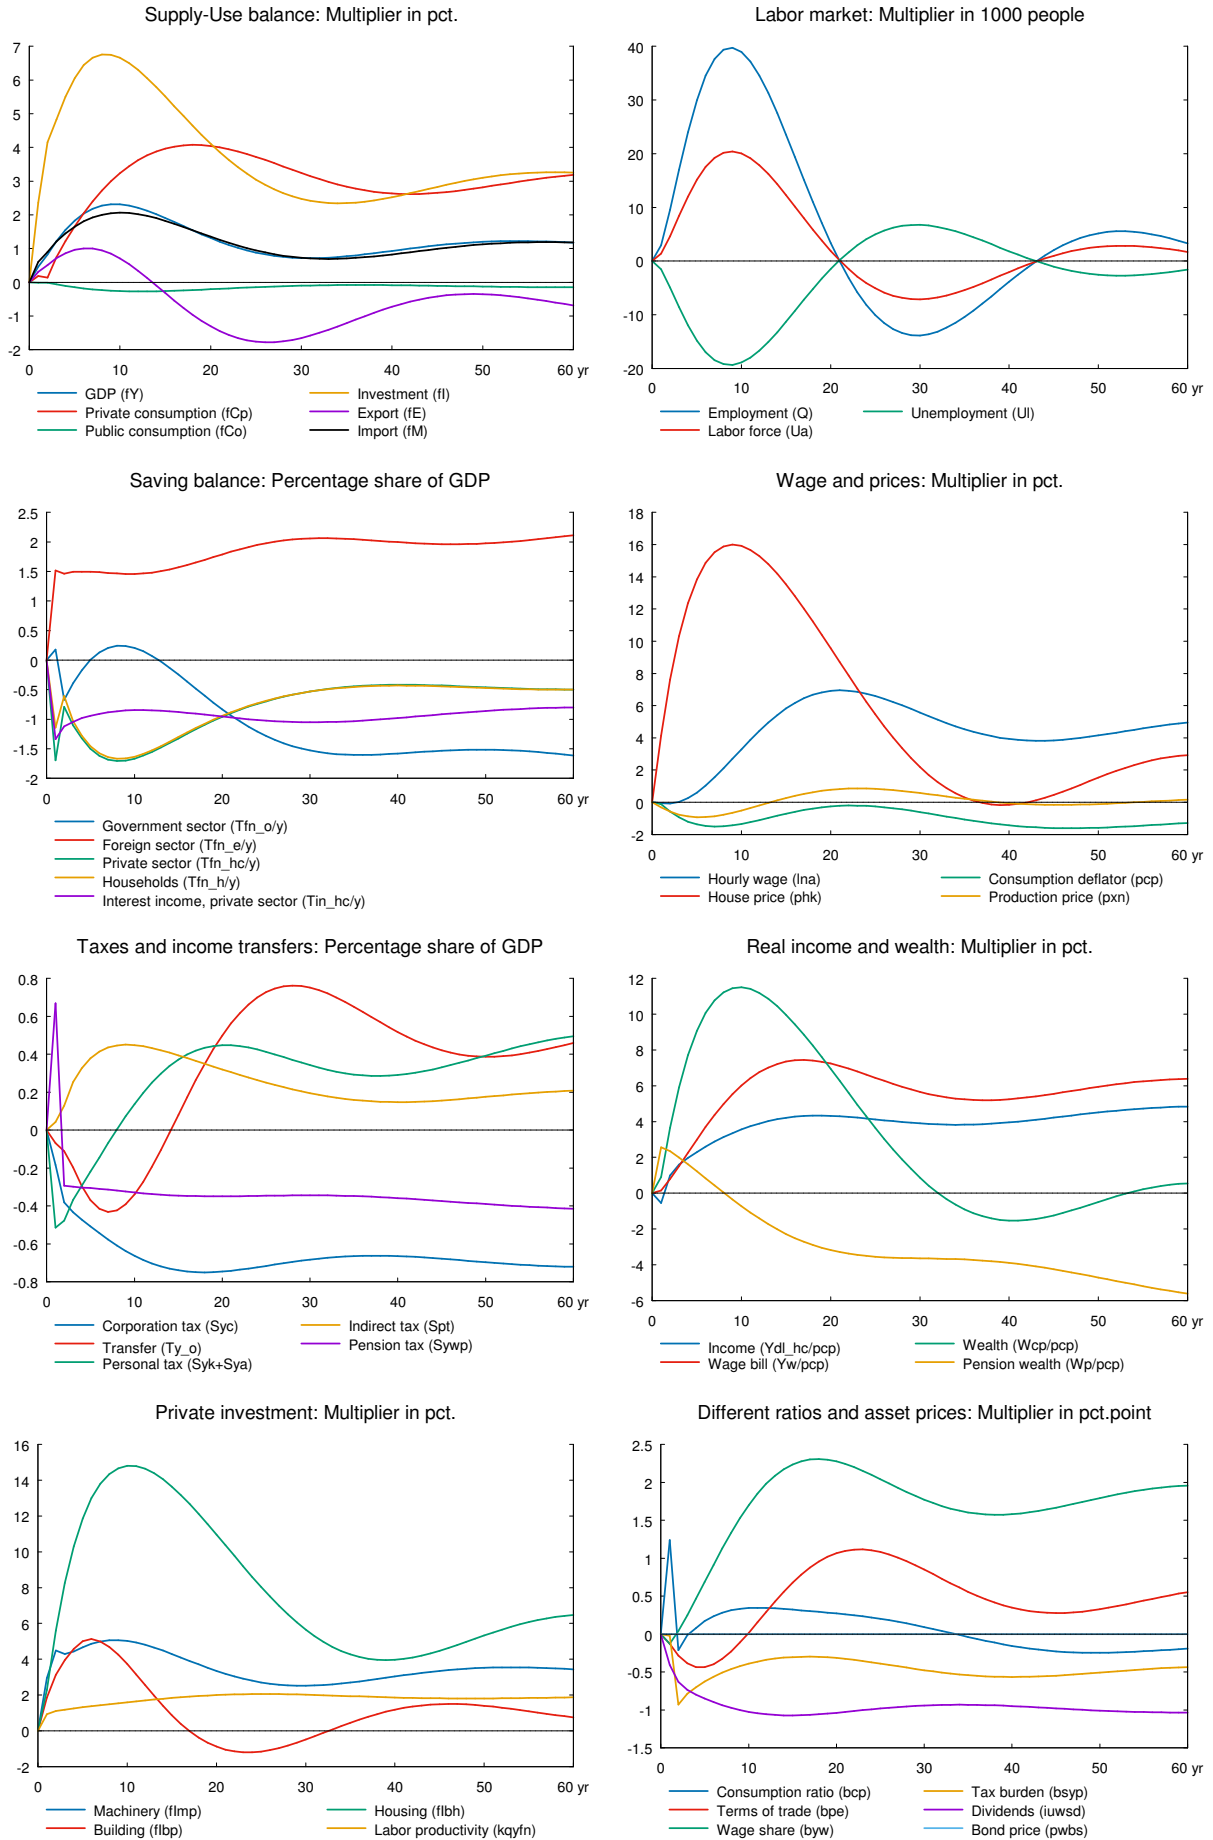 Supply-Use balance: Multiplier in pct.
7
6
5
4
3
2
1
0
-1
-2
0 10 20 30 40 50 60 yr
GDP (fY)
Private consumption (fCp)
Public consumption (fCo)
Investment (fI)
Export (fE)
Import (fM)
Labor market: Multiplier in 1000 people
40
30
20
10
0
-10
-20
0 10 20 30 40 50 60 yr
Employment (Q)
Labor force (Ua)
Unemployment (Ul)
Saving balance: Percentage share of GDP
2.5
2
1.5
1
0.5
0
-0.5
-1
-1.5
-2
0 10 20 30 40 50 60 yr
Government sector (Tfn_o/y)
Foreign sector (Tfn_e/y)
Private sector (Tfn_hc/y)
Households (Tfn_h/y)
Interest income, private sector (Tin_hc/y)
Wage and prices: Multiplier in pct.
18
16
14
12
10
8
6
4
2
0
-2
0 10 20 30 40 50 60 yr
Hourly wage (lna)
House price (phk)
Consumption deflator (pcp)
Production price (pxn)
Taxes and income transfers: Percentage share of GDP
0.8
0.6
0.4
0.2
0
-0.2
-0.4
-0.6
-0.8
0 10 20 30 40 50 60 yr
Corporation tax (Syc)
Transfer (Ty_o)
Personal tax (Syk+Sya)
Indirect tax (Spt)
Pension tax (Sywp)
Real income and wealth: Multiplier in pct.
12
10
8
6
4
2
0
-2
-4
-6
0 10 20 30 40 50 60 yr
Income (Ydl_hc/pcp)
Wage bill (Yw/pcp)
Wealth (Wcp/pcp)
Pension wealth (Wp/pcp)
Private investment: Multiplier in pct.
16
14
12
10
8
6
4
2
0
-2
0 10 20 30 40 50 60 yr
Machinery (fImp)
Building (fIbp)
Housing (fIbh)
Labor productivity (kqyfn)
Different ratios and asset prices: Multiplier in pct.point
2.5
2
1.5
1
0.5
0
-0.5
-1
-1.5
0 10 20 30 40 50 60 yr
Consumption ratio (bcp)
Terms of trade (bpe)
Wage share (byw)
Tax burden (bsyp)
Dividends (iuwsd)
Bond price (pwbs)